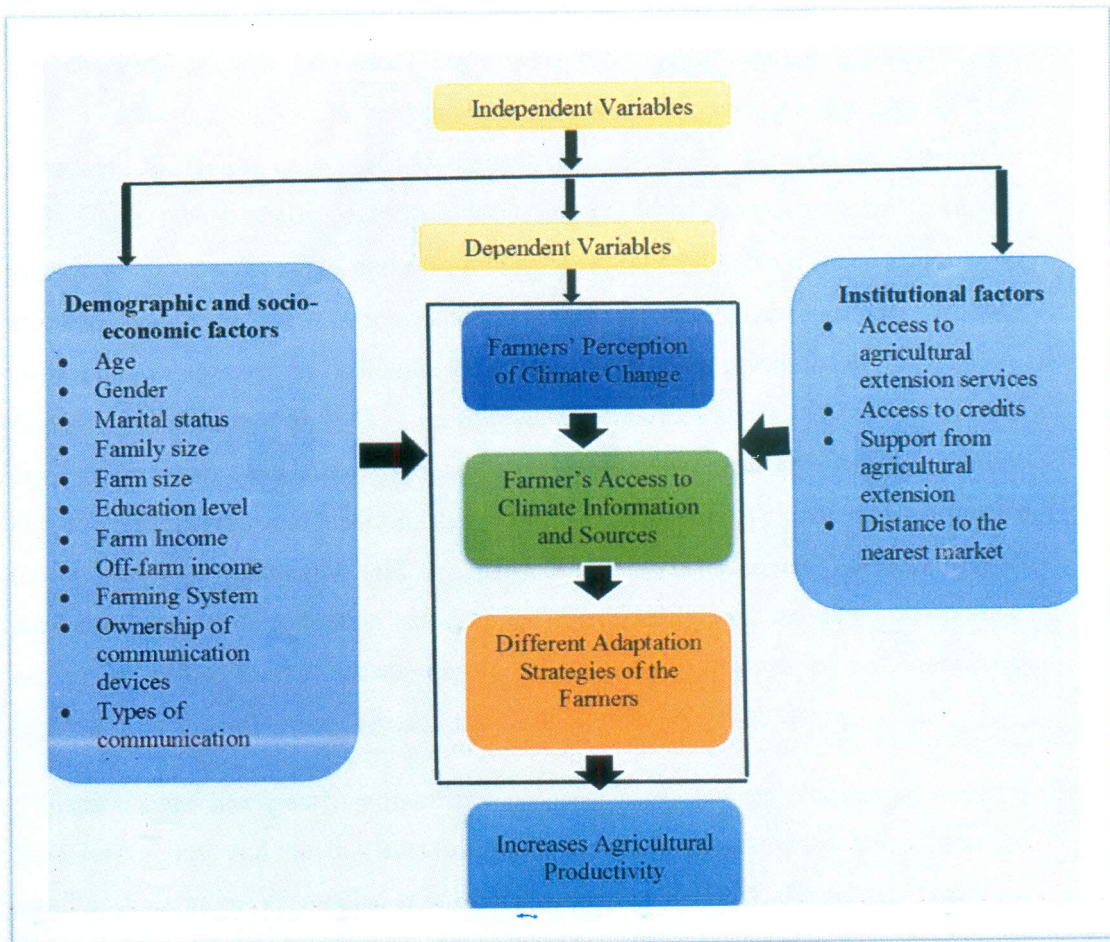 Independent Variables
Dependent Variables
Demographic and socio-
economic factors
• Age
• Gender
• Marital status
• Family size
• Farm size
• Education level
• Farm Income
• Off-farm income
• Farming System
• Ownership of
communication
devices
• Types of
communication
Farmers' Perception
of Climate Change
Farmer's Access to
Climate Information
and Sources
Different Adaptation
Strategies of the
Farmers
Increases Agricultural
Productivity
Institutional factors
• Access to
agricultural
extension services
• Access to credits
• Support from
agricultural
extension
• Distance to the
nearest market